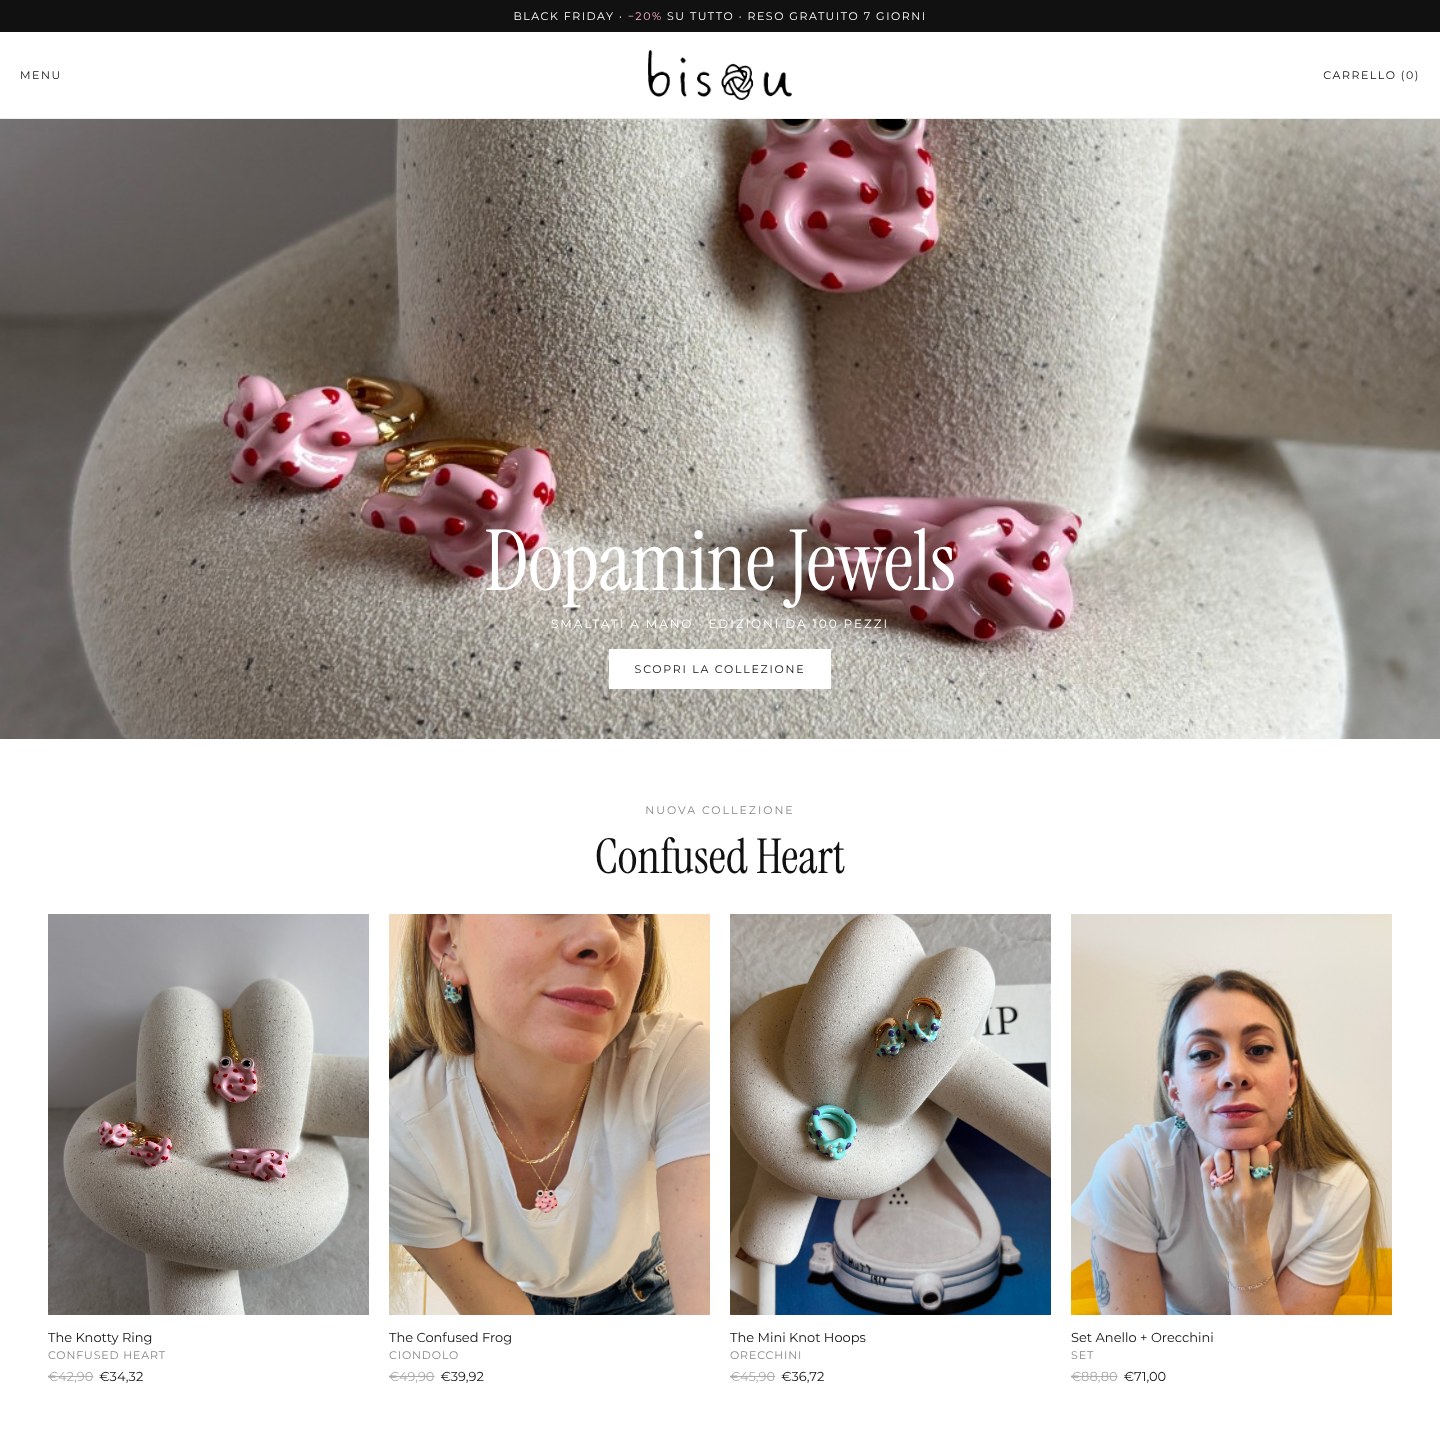 BLACK FRIDAY · −20% SU TUTTO · RESO GRATUITO 7 GIORNI
MENU
bisou
CARRELLO (0)
Dopamine Jewels
SMALTATI A MANO · EDIZIONI DA 100 PEZZI
SCOPRI LA COLLEZIONE
NUOVA COLLEZIONE
Confused Heart
IP
The Knotty Ring
CONFUSED HEART
€42,90 €34,32
The Confused Frog
CIONDOLO
€49,90 €39,92
The Mini Knot Hoops
ORECCHINI
€45,90 €36,72
Set Anello + Orecchini
SET
€88,80 €71,00